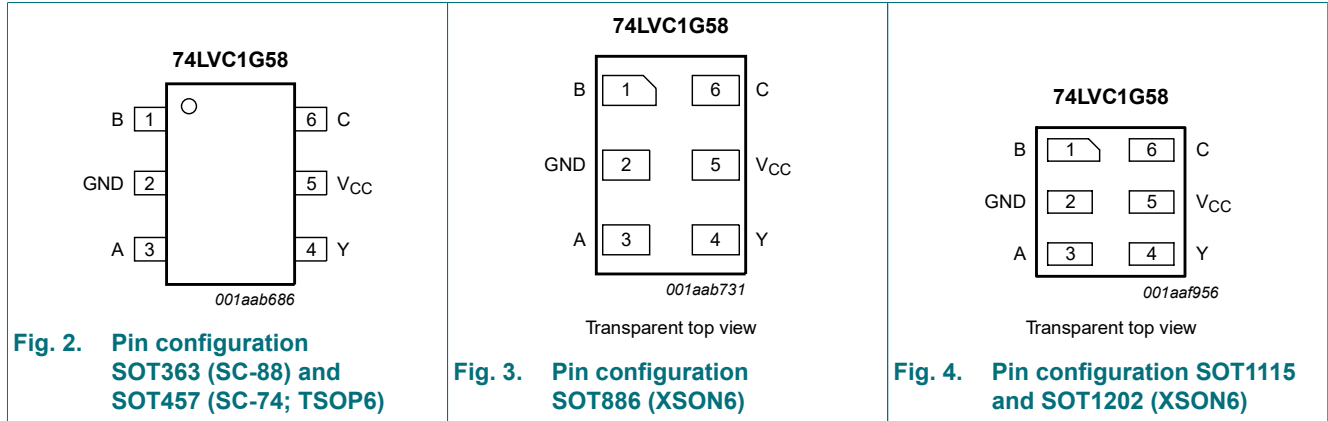 74LVC1G58
B 1 6 C
GND 2 5 VCC
A 3 4 Y
001aab686
Fig. 2. Pin configuration
SOT363 (SC-88) and
SOT457 (SC-74; TSOP6)
74LVC1G58
B 1 6 C
GND 2 5 VCC
A 3 4 Y
001aab731
Transparent top view
Fig. 3. Pin configuration
SOT886 (XSON6)
74LVC1G58
B 1 6 C
GND 2 5 VCC
A 3 4 Y
001aaf956
Transparent top view
Fig. 4. Pin configuration SOT1115
and SOT1202 (XSON6)